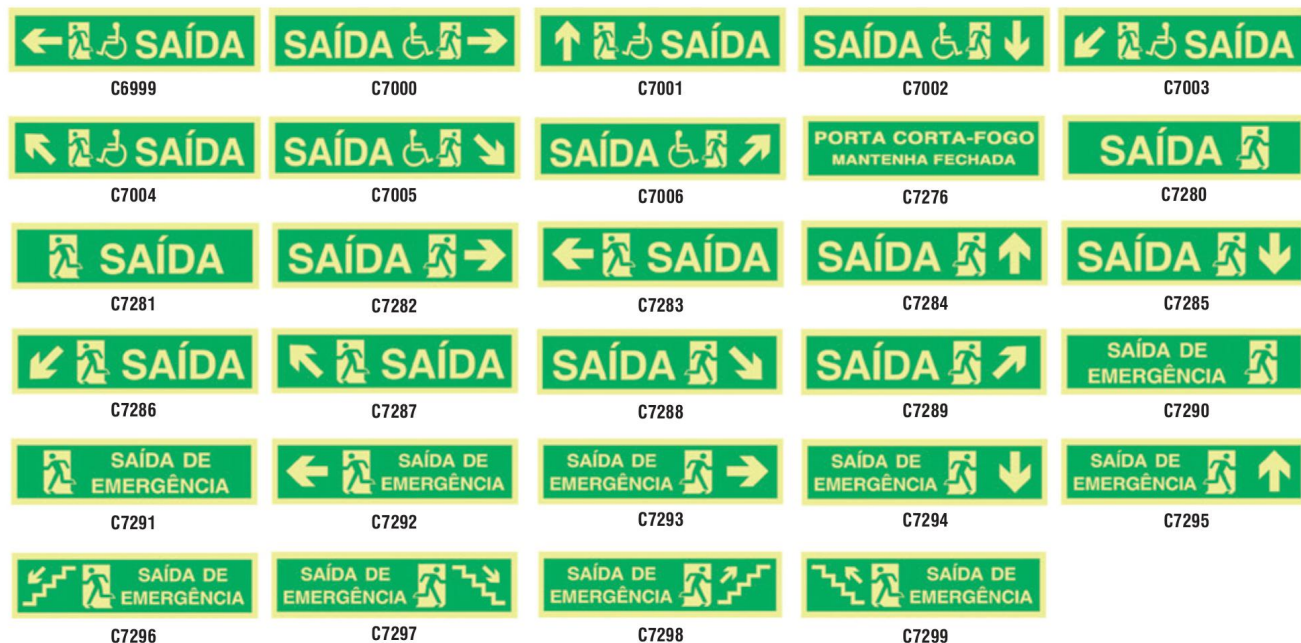 SAÍDA
SAÍDA
SAÍDA
SAÍDA
SAÍDA
C6999
C7000
C7001
C7002
C7003
SAÍDA
SAÍDA
SAÍDA
PORTA CORTA-FOGO
MANTENHA FECHADA
SAÍDA
C7004
C7005
C7006
C7276
C7280
SAÍDA
SAÍDA
SAÍDA
SAÍDA
SAÍDA
C7281
C7282
C7283
C7284
C7285
SAÍDA
SAÍDA
SAÍDA
SAÍDA
SAÍDA DE
EMERGÊNCIA
C7286
C7287
C7288
C7289
C7290
SAÍDA DE
EMERGÊNCIA
SAÍDA DE
EMERGÊNCIA
SAÍDA DE
EMERGÊNCIA
SAÍDA DE
EMERGÊNCIA
SAÍDA DE
EMERGÊNCIA
C7291
C7292
C7293
C7294
C7295
SAÍDA DE
EMERGÊNCIA
SAÍDA DE
EMERGÊNCIA
SAÍDA DE
EMERGÊNCIA
SAÍDA DE
EMERGÊNCIA
C7296
C7297
C7298
C7299